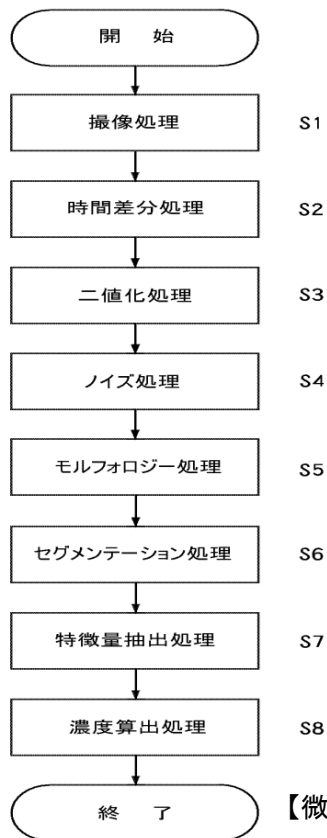 開 始
撮像処理 S1
時間差分処理 S2
二値化処理 S3
ノイズ処理 S4
モルフォロジー処理 S5
セグメンテーション処理 S6
特徴量抽出処理 S7
濃度算出処理 S8
終 了 【微